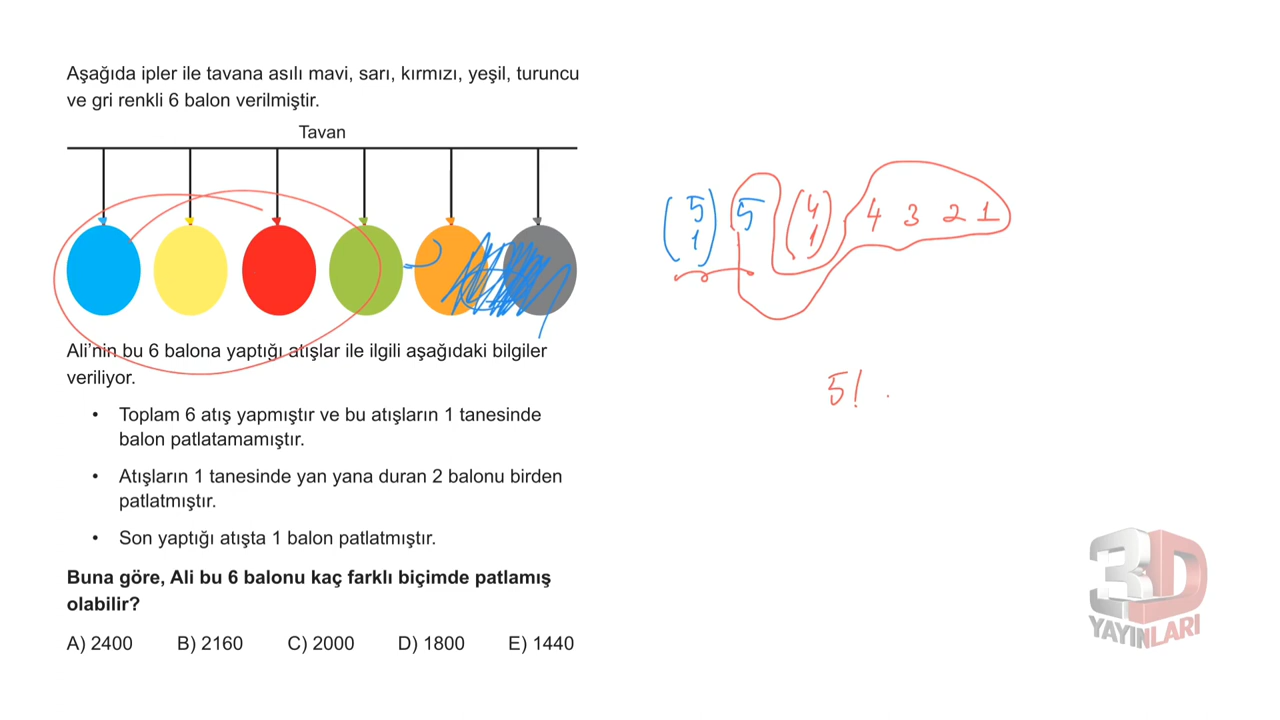 Aşağıda ipler ile tavana asılı mavi, sarı, kırmızı, yeşil, turuncu
ve gri renkli 6 balon verilmiştir.
Tavan
Ali'nin bu 6 balona yaptığı atışlar ile ilgili aşağıdaki bilgiler
veriliyor.
• Toplam 6 atış yapmıştır ve bu atışların 1 tanesinde
balon patlatamamıştır.
• Atışların 1 tanesinde yan yana duran 2 balonu birden
patlatmıştır.
• Son yaptığı atışta 1 balon patlatmıştır.
Buna göre, Ali bu 6 balonu kaç farklı biçimde patlamış
olabilir?
A) 2400 B) 2160 C) 2000 D) 1800 E) 1440
(5 1) 5 (4 1) 4 3 2 1
5! .
3D
YAYINLARI